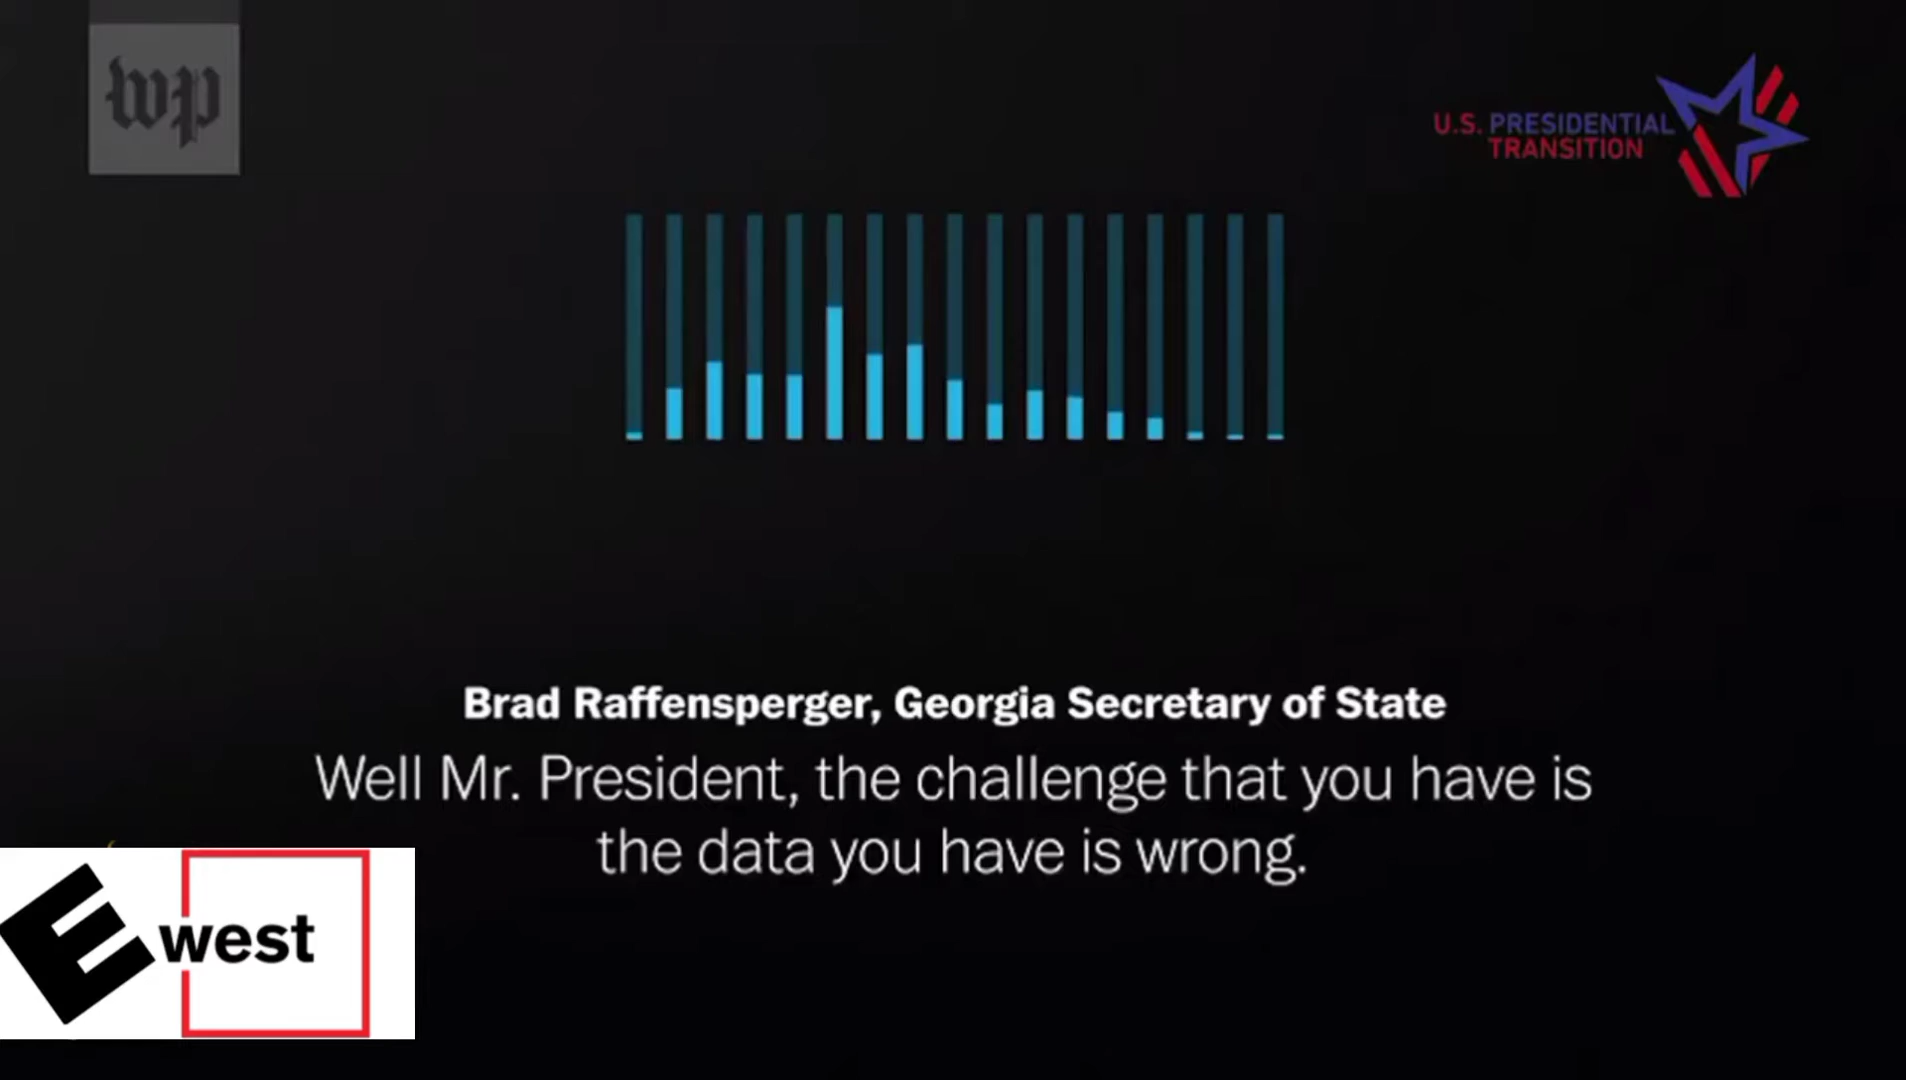 wp
U.S. PRESIDENTIAL
TRANSITION
Brad Raffensperger, Georgia Secretary of State
Well Mr. President, the challenge that you have is
the data you have is wrong.
E west